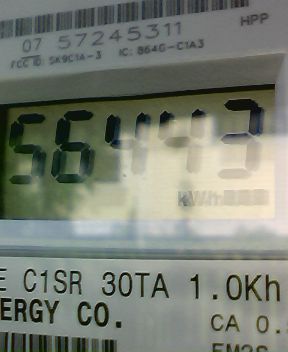 HPP
07 57245311
FCC ID: SK9C1A-3 IC: 864G-C1A3
56443
kWh
E C1SR 30TA 1.0Kh
ERGY CO.
CA 0.
EM2S